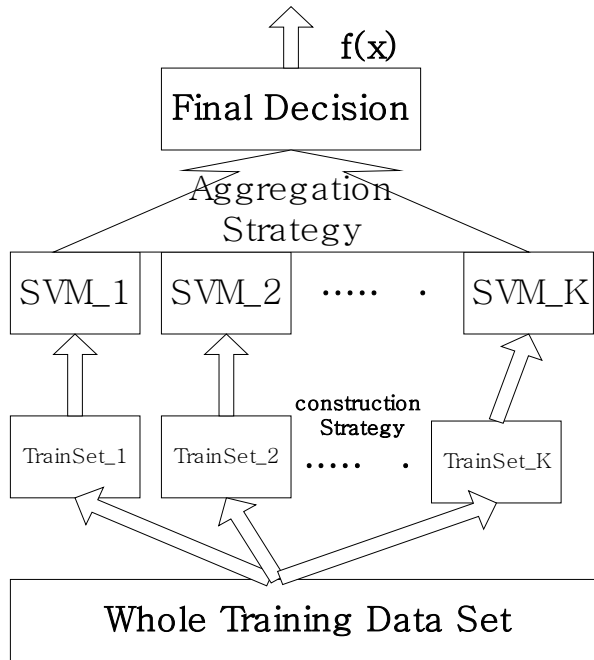 f(x)
Final Decision
Aggregation
Strategy
SVM_1
SVM_2
..... .
SVM_K
construction
Strategy
TrainSet_1
TrainSet_2
..... .
TrainSet_K
Whole Training Data Set